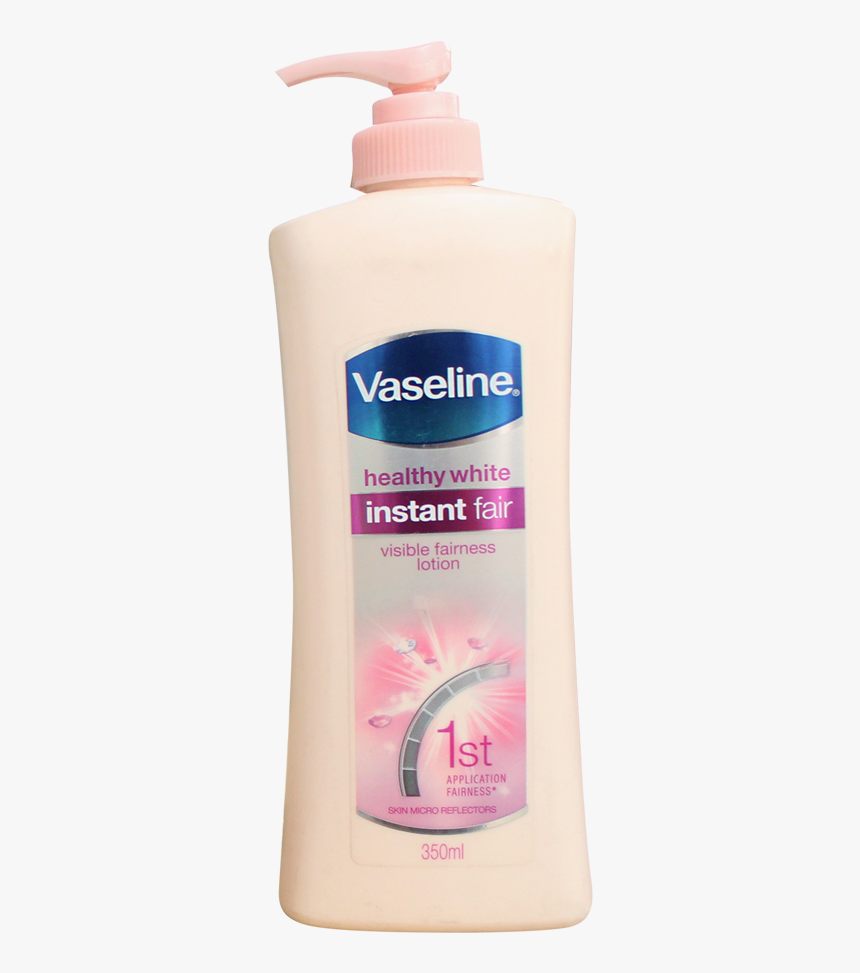 Vaseline®
healthy white
instant fair
visible fairness
lotion
1st
APPLICATION
FAIRNESS*
SKIN MICRO REFLECTORS
350ml